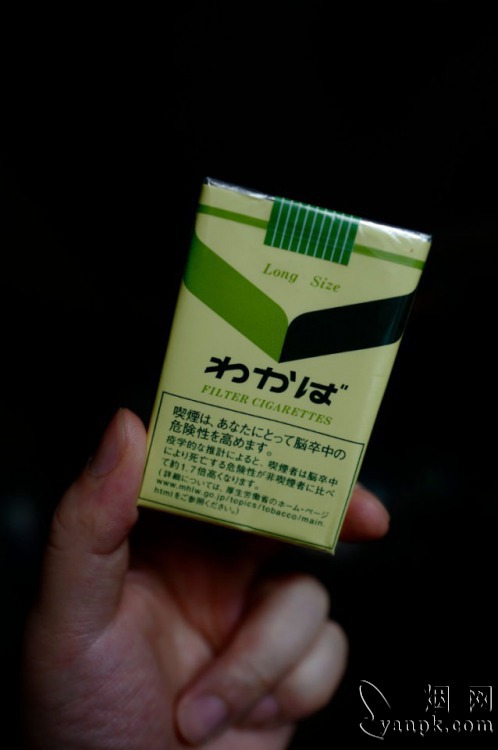 Long Size
わかば
FILTER CIGARETTES
喫煙は、あなたにとって脳卒中の
危険性を高めます。
疫学的な推計によると、喫煙者は脳卒中
により死亡する危険性が非喫煙者に比べ
て約1.7倍高くなります。
(詳細については、厚生労働省のホーム・ページ
www.mhlw.go.jp/topics/tobacco/main.
htmlをご参照ください。)
烟网
yanpk.com